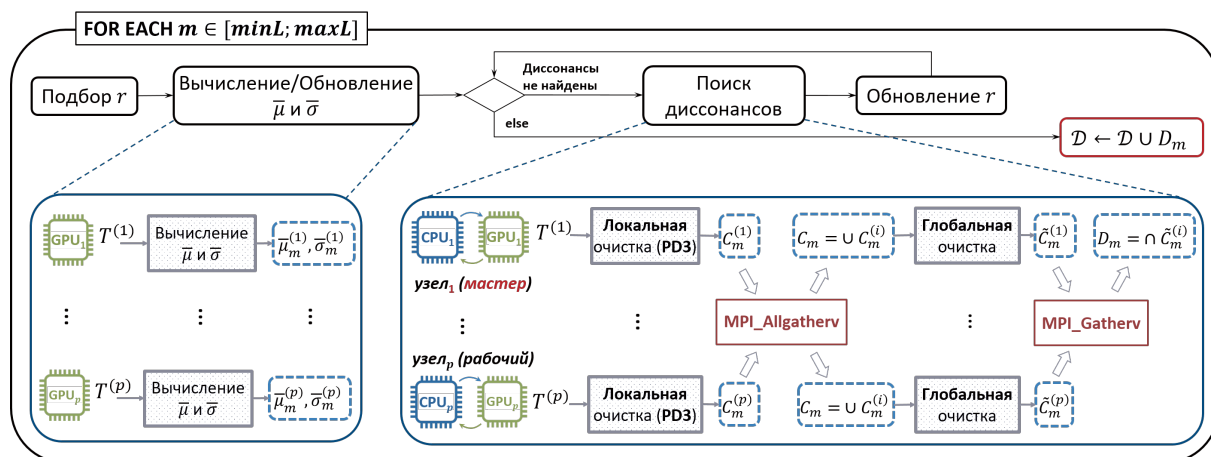 FOR EACH m ∈ [minL; maxL]
Подбор r
Вычисление/Обновление
μ̅ и σ̅
Диссонансы
не найдены
else
Поиск
диссонансов
Обновление r
𝒟 ← 𝒟 ∪ D_m
GPU₁
T⁽¹⁾
Вычисление
μ̅ и σ̅
μ̅_m⁽¹⁾, σ̅_m⁽¹⁾
⋮ ⋮ ⋮
GPU_p
T⁽ᵖ⁾
Вычисление
μ̅ и σ̅
μ̅_m⁽ᵖ⁾, σ̅_m⁽ᵖ⁾
CPU₁
GPU₁
T⁽¹⁾
Локальная
очистка (PD3)
C_m⁽¹⁾
C_m = ∪ C_m⁽ⁱ⁾
Глобальная
очистка
C̃_m⁽¹⁾
D_m = ∩ C̃_m⁽ⁱ⁾
узел₁ (мастер)
⋮ ⋮
MPI_Allgatherv
⋮
MPI_Gatherv
узел_p (рабочий)
CPU_p
GPU_p
T⁽ᵖ⁾
Локальная
очистка (PD3)
C_m⁽ᵖ⁾
C_m = ∪ C_m⁽ⁱ⁾
Глобальная
очистка
C̃_m⁽ᵖ⁾